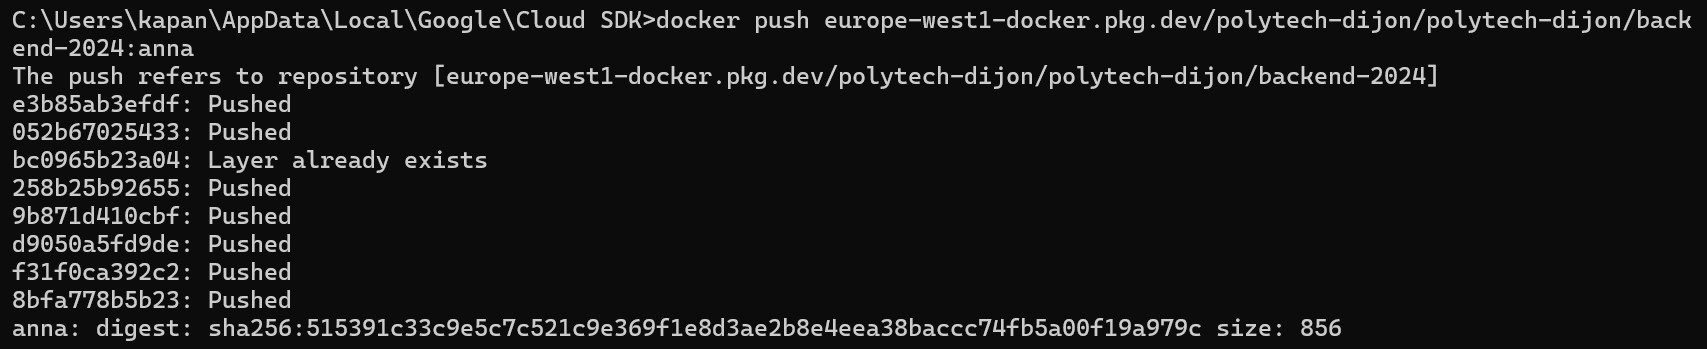 C:\Users\kapan\AppData\Local\Google\Cloud SDK>docker push europe-west1-docker.pkg.dev/polytech-dijon/polytech-dijon/back
end-2024:anna
The push refers to repository [europe-west1-docker.pkg.dev/polytech-dijon/polytech-dijon/backend-2024]
e3b85ab3efdf: Pushed
052b67025433: Pushed
bc0965b23a04: Layer already exists
258b25b92655: Pushed
9b871d410cbf: Pushed
d9050a5fd9de: Pushed
f31f0ca392c2: Pushed
8bfa778b5b23: Pushed
anna: digest: sha256:515391c33c9e5c7c521c9e369f1e8d3ae2b8e4eea38baccc74fb5a00f19a979c size: 856